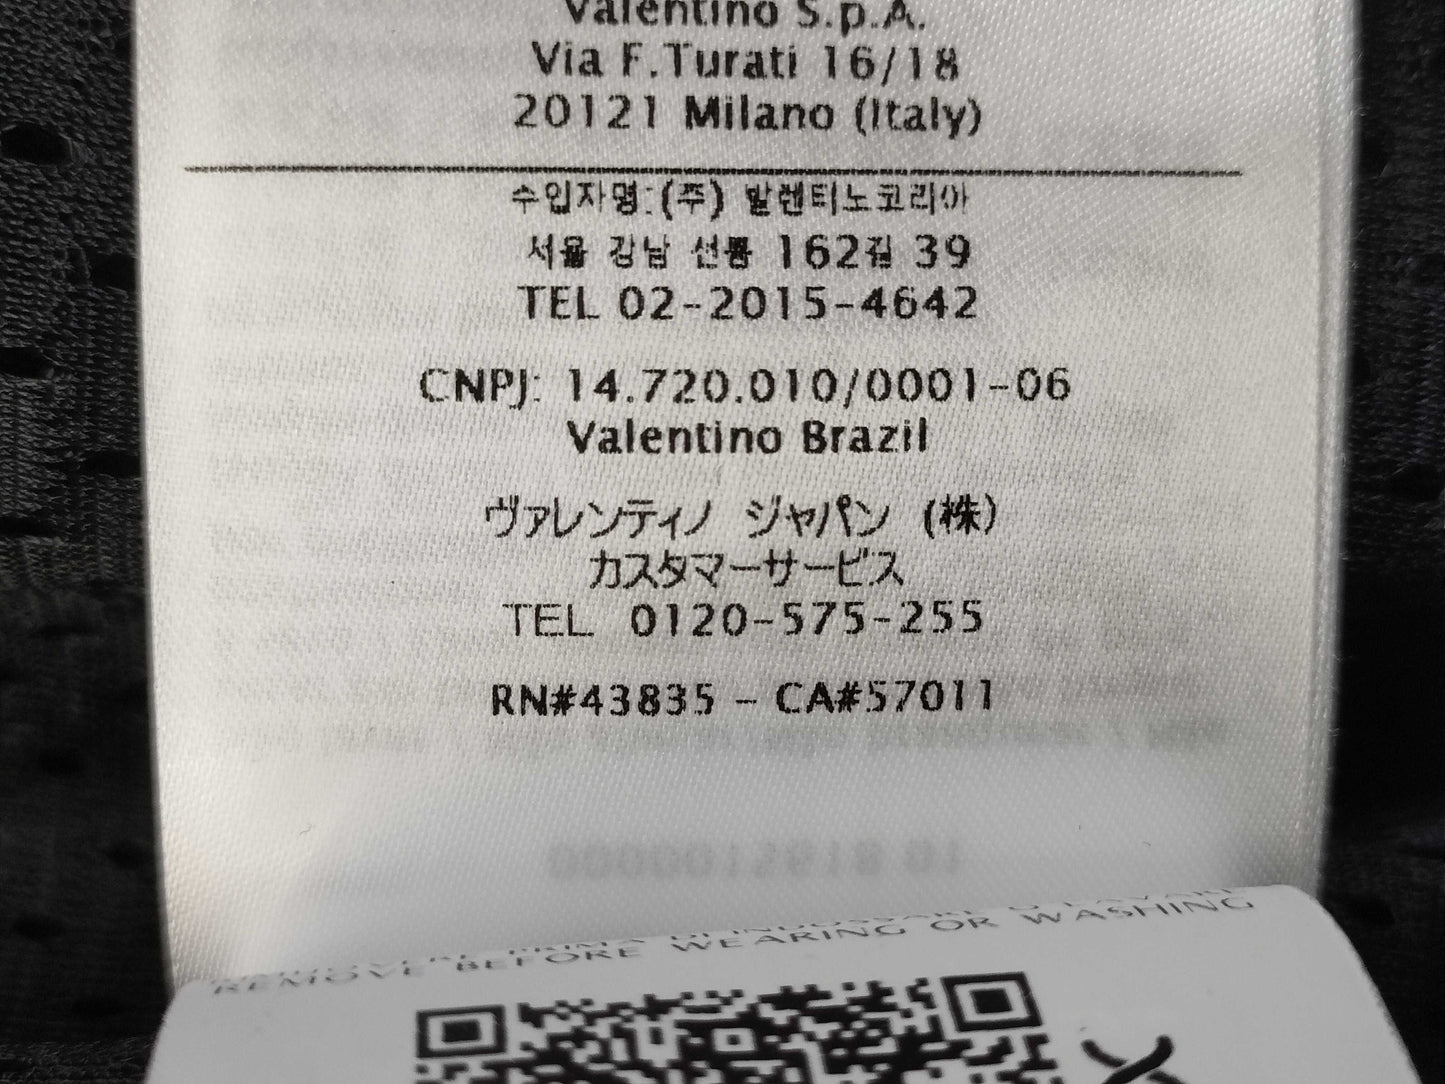 Valentino S.p.A.
Via F.Turati 16/18
20121 Milano (Italy)
수입자명:(주) 발렌티노코리아
서울 강남 선릉 162길 39
TEL 02-2015-4642
CNPJ: 14.720.010/0001-06
Valentino Brazil
ヴァレンティノ ジャパン (株)
カスタマーサービス
TEL 0120-575-255
RN#43835 - CA#57011
REMOVE BEFORE WEARING OR WASHING